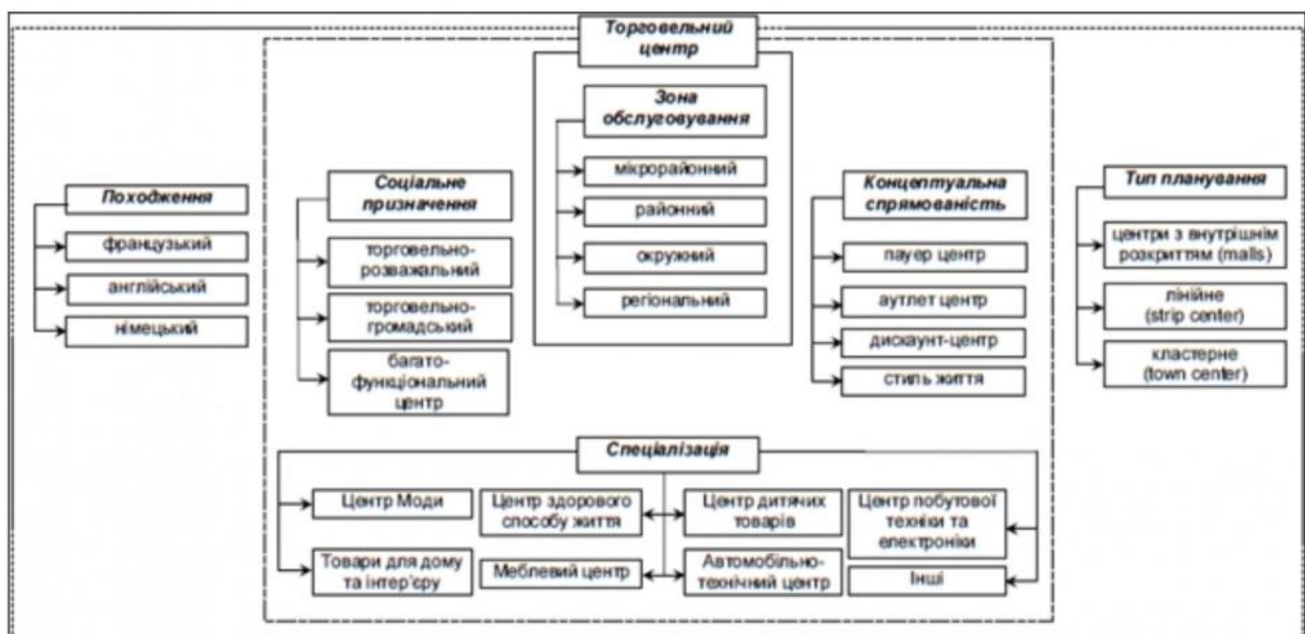 Торговельний
центр
Зона
обслуговування
мікрорайонний
районний
окружний
регіональний
Походження
французький
англійський
німецький
Соціальне
призначення
торговельно-
розважальний
торговельно-
громадський
багато-
функціональний
центр
Концептуальна
спрямованість
пауер центр
аутлет центр
дискаунт-центр
стиль життя
Тип планування
центри з внутрішнім
розкриттям (malls)
лінійне
(strip center)
кластерне
(town center)
Спеціалізація
Центр Моди
Центр здорового
способу життя
Центр дитячих
товарів
Центр побутової
техніки та
електроніки
Товари для дому
та інтер'єру
Меблевий центр
Автомобільно-
технічний центр
Інші